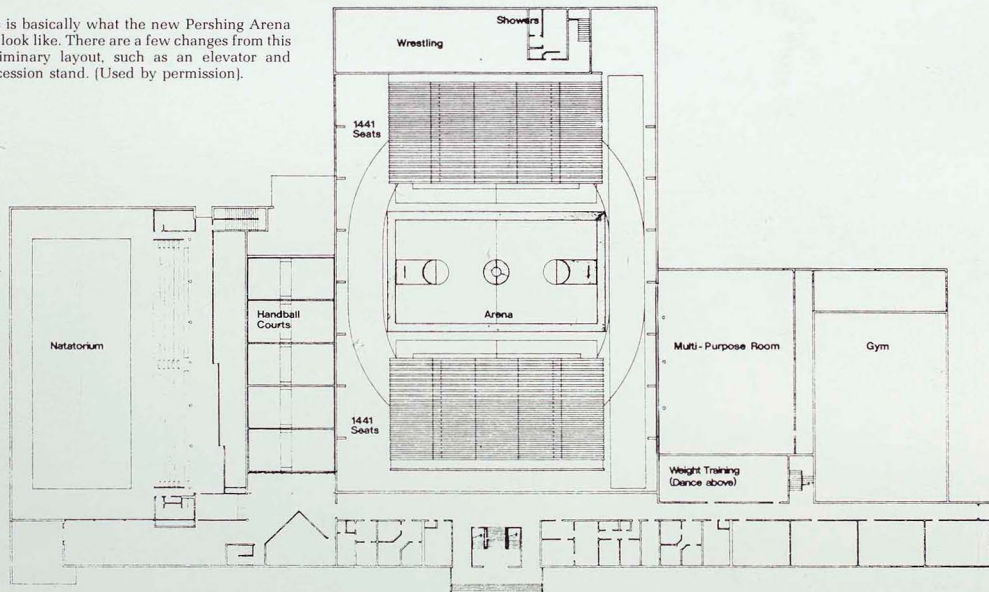 is basically what the new Pershing Arena
look like. There are a few changes from this
liminary layout, such as an elevator and
cession stand. (Used by permission).
Showers
Wrestling
1441
Seats
Handball
Courts
Arena
Natatorium
Multi-Purpose Room
Gym
1441
Seats
Weight Training
(Dance above)